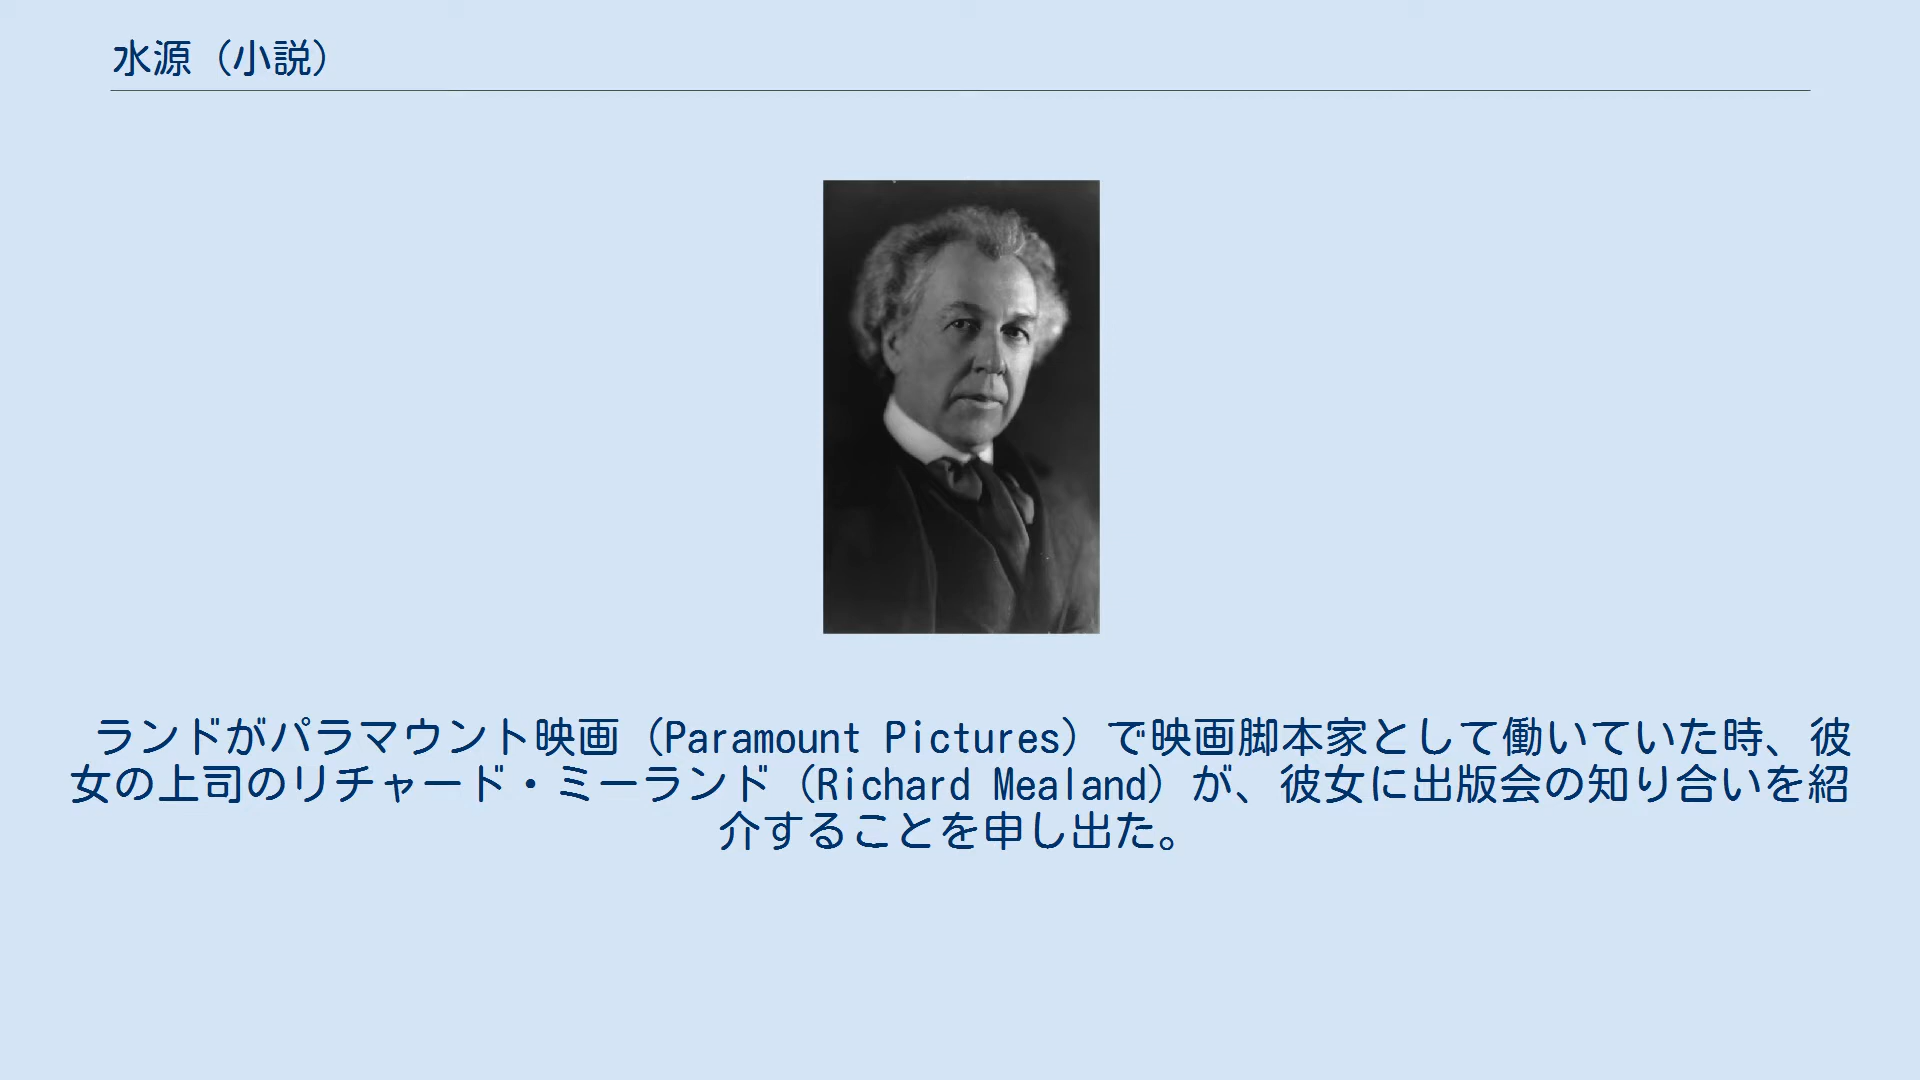 水源（小説）
ランドがパラマウント映画（Paramount Pictures）で映画脚本家として働いていた時、彼
女の上司のリチャード・ミーランド（Richard Mealand）が、彼女に出版会の知り合いを紹
介することを申し出た。